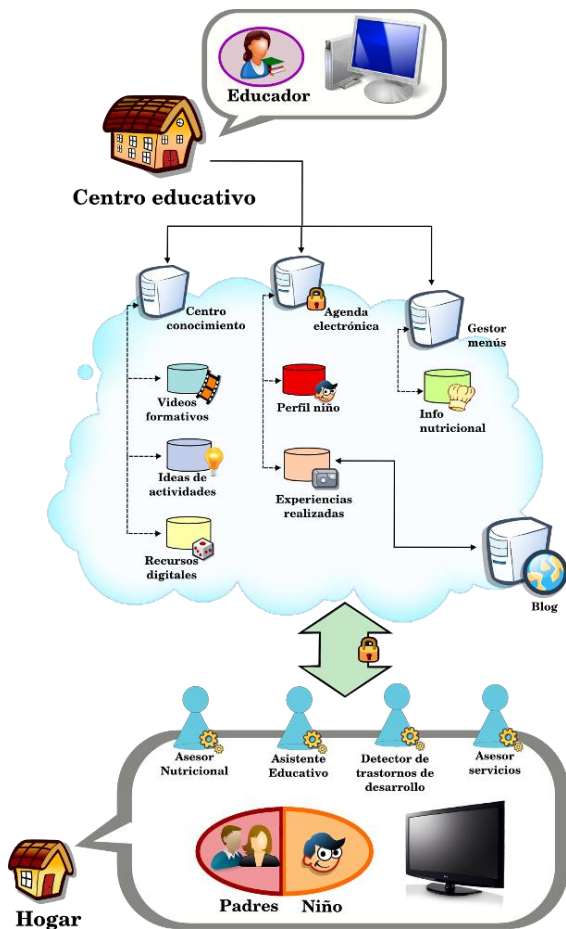 Educador
Centro educativo
Centro
conocimiento
Agenda
electrónica
Gestor
menús
Videos
formativos
Perfil niño
Info
nutricional
Ideas de
actividades
Experiencias
realizadas
Recursos
digitales
Blog
Asesor
Nutricional
Asistente
Educativo
Detector de
trastornos de
desarrollo
Asesor
servicios
Padres
Niño
Hogar